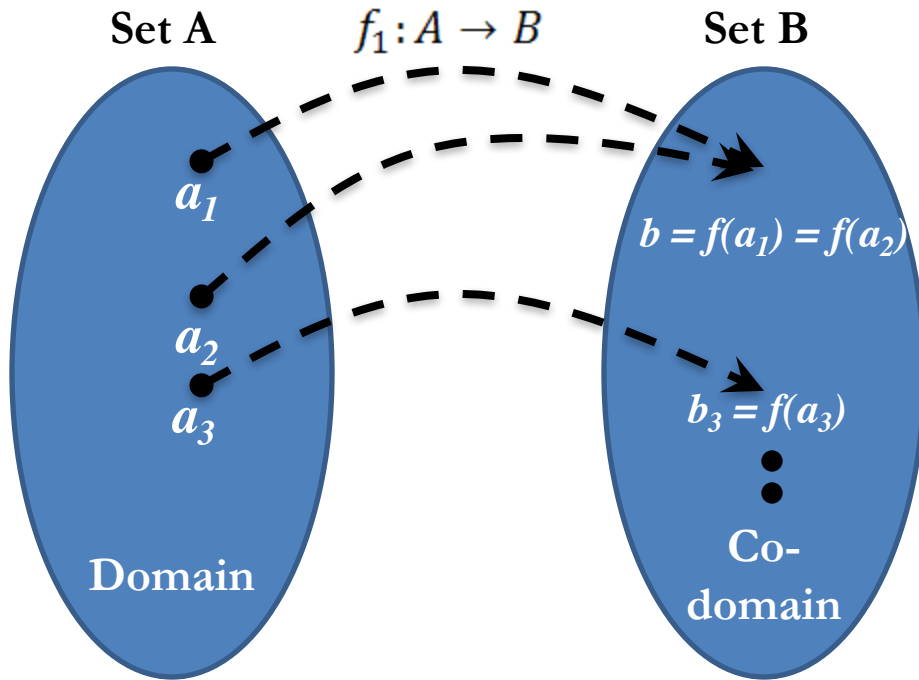 Set A
f₁: A → B
Set B
a₁
b = f(a₁) = f(a₂)
a₂
a₃
b₃ = f(a₃)
Domain
Co-
domain